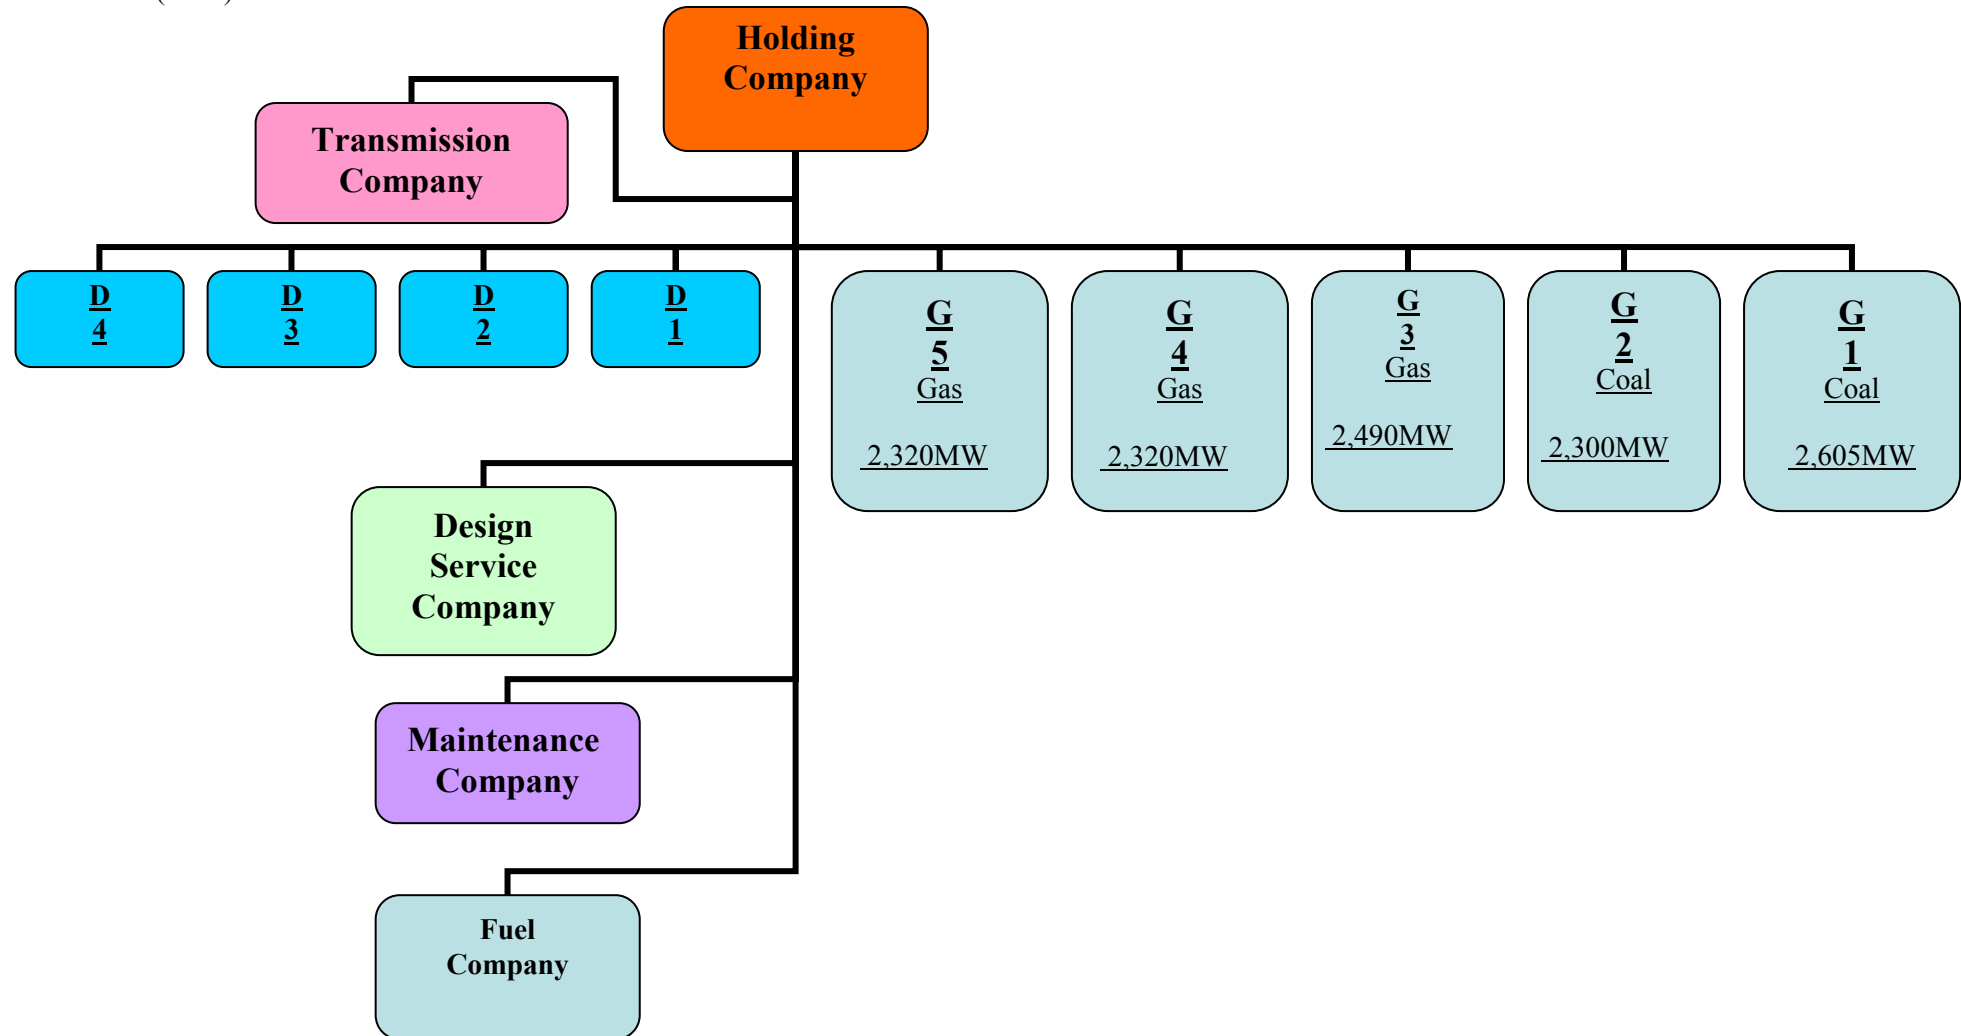 Holding
Company
Transmission
Company
D
4
D
3
D
2
D
1
G
5
Gas
2,320MW
G
4
Gas
2,320MW
G
3
Gas
2,490MW
G
2
Coal
2,300MW
G
1
Coal
2,605MW
Design
Service
Company
Maintenance
Company
Fuel
Company